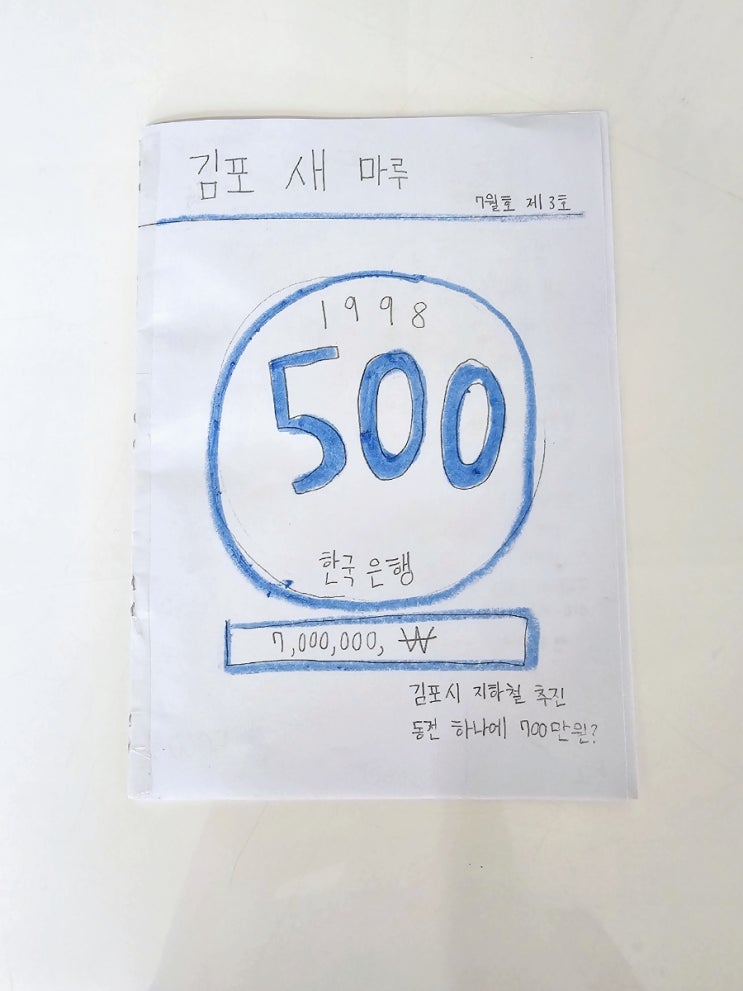 김포 새 마루
7월호 제3호
1998
500
한국은행
7,000,000, ₩
김포시 지하철 추진
동전 하나에 700만원?